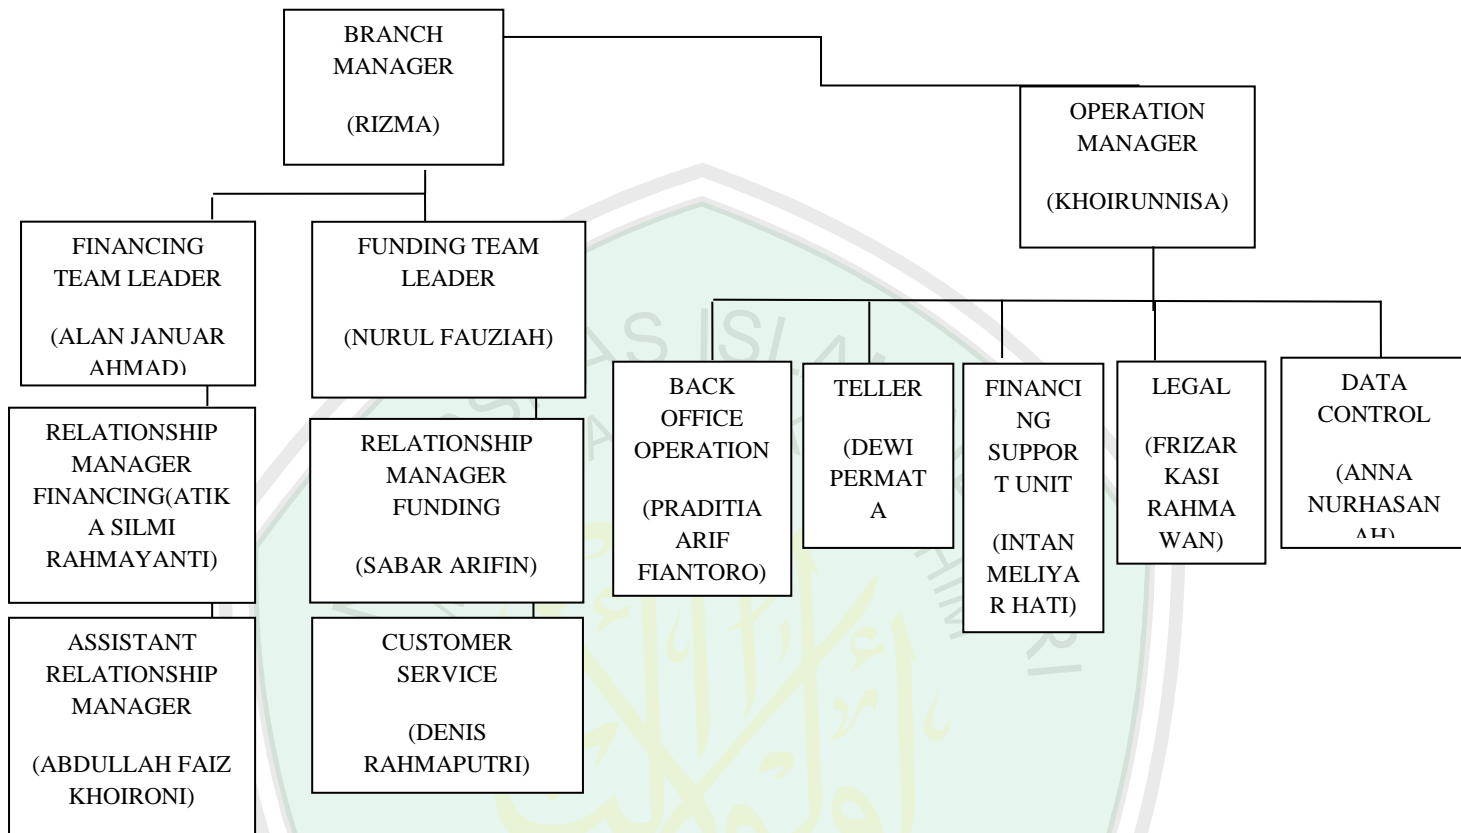 BRANCH
MANAGER
(RIZMA)
OPERATION
MANAGER
(KHOIRUNNISA)
FINANCING
TEAM LEADER
(ALAN JANUAR
AHMAD)
FUNDING TEAM
LEADER
(NURUL FAUZIAH)
BACK
OFFICE
OPERATION
(PRADITIA
ARIF
FIANTORO)
TELLER
(DEWI
PERMAT
A
FINANCI
NG
SUPPOR
T UNIT
(INTAN
MELIYA
R HATI)
LEGAL
(FRIZAR
KASI
RAHMA
WAN)
DATA
CONTROL
(ANNA
NURHASAN
AH)
RELATIONSHIP
MANAGER
FINANCING(ATIK
A SILMI
RAHMAYANTI)
RELATIONSHIP
MANAGER
FUNDING
(SABAR ARIFIN)
ASSISTANT
RELATIONSHIP
MANAGER
(ABDULLAH FAIZ
KHOIRONI)
CUSTOMER
SERVICE
(DENIS
RAHMAPUTRI)